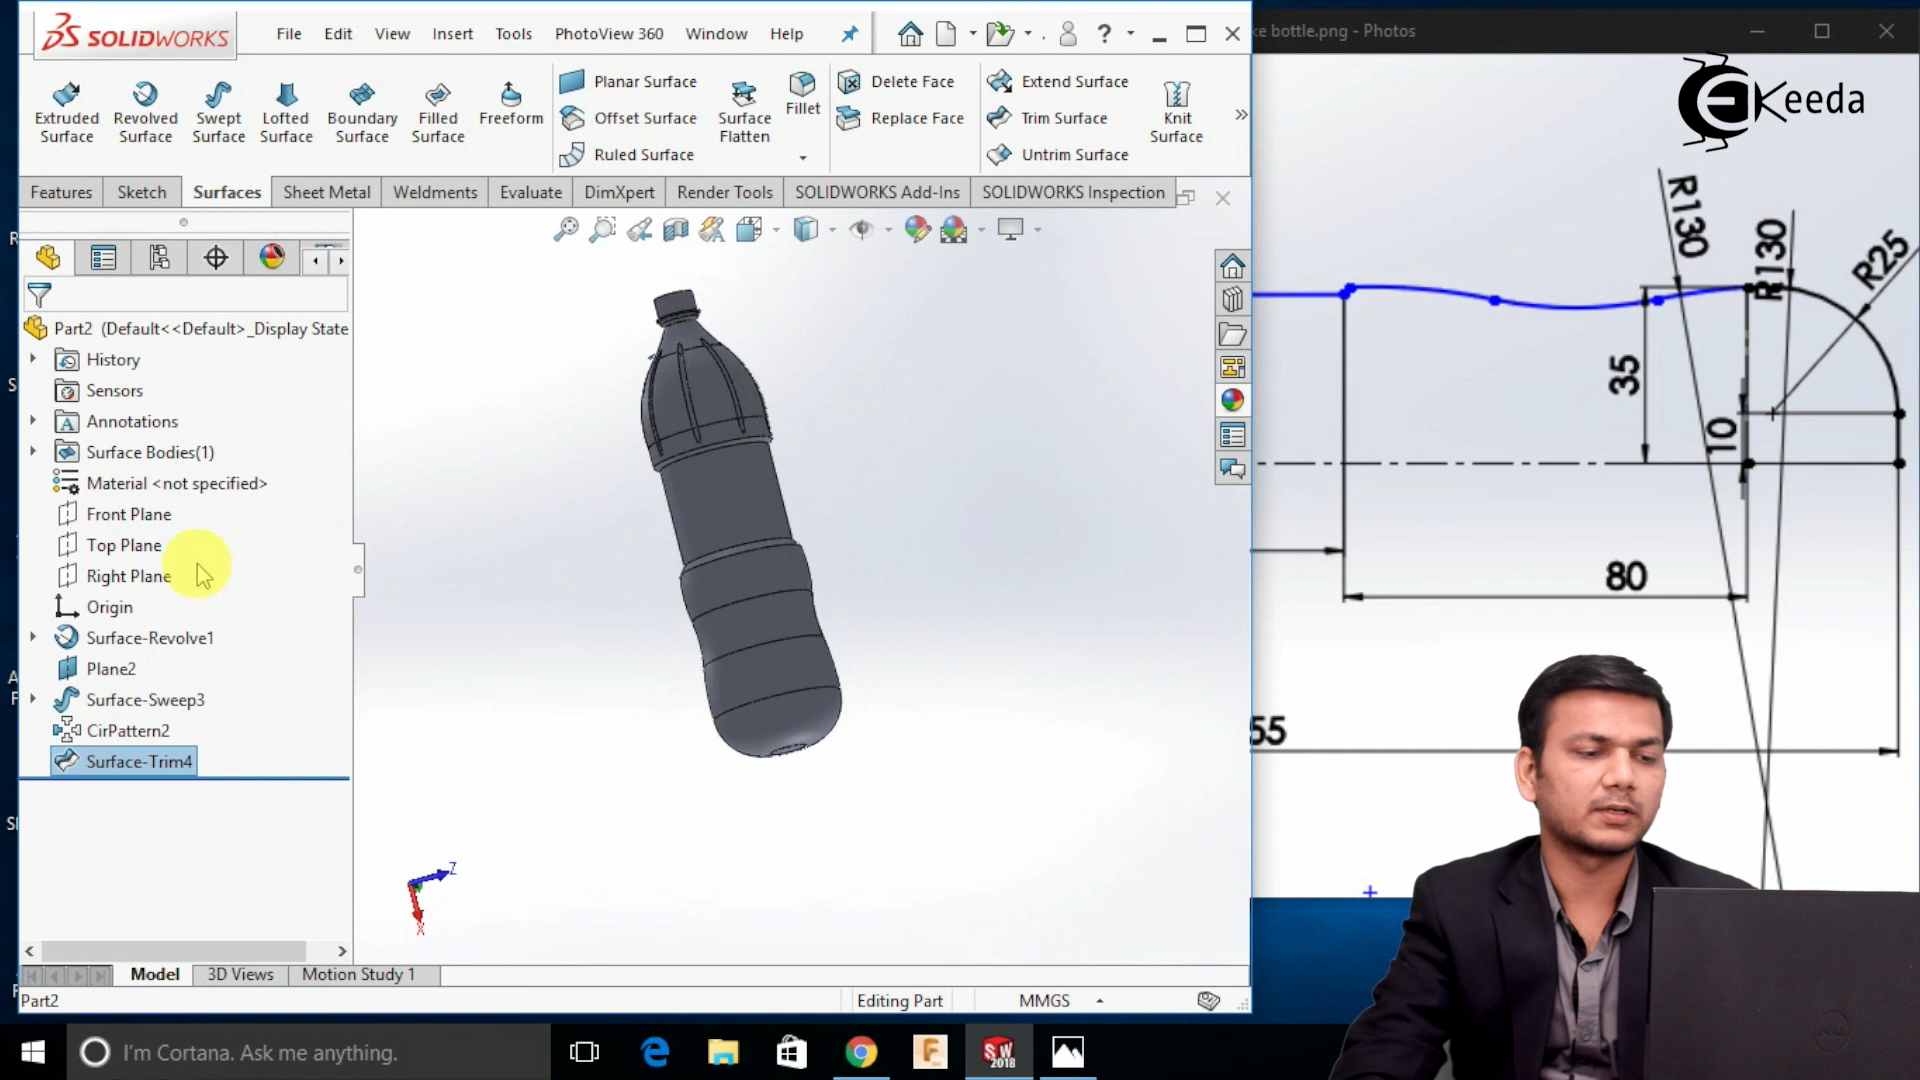 SOLIDWORKS File Edit View Insert Tools PhotoView 360 Window Help
ke bottle.png - Photos
Extruded Surface
Revolved Surface
Swept Surface
Lofted Surface
Boundary Surface
Filled Surface
Freeform
Planar Surface
Offset Surface
Ruled Surface
Surface Flatten
Fillet
Delete Face
Replace Face
Extend Surface
Trim Surface
Untrim Surface
Knit Surface
Features Sketch Surfaces Sheet Metal Weldments Evaluate DimXpert Render Tools SOLIDWORKS Add-Ins SOLIDWORKS Inspection
Part2 (Default<<Default>_Display State
History
Sensors
Annotations
Surface Bodies(1)
Material <not specified>
Front Plane
Top Plane
Right Plane
Origin
Surface-Revolve1
Plane2
Surface-Sweep3
CirPattern2
Surface-Trim4
Z
X
Model 3D Views Motion Study 1
Part2 Editing Part MMGS
I'm Cortana. Ask me anything.
SW 2018
Keeda
R130
R130
R25
35
10
80
55
DELL